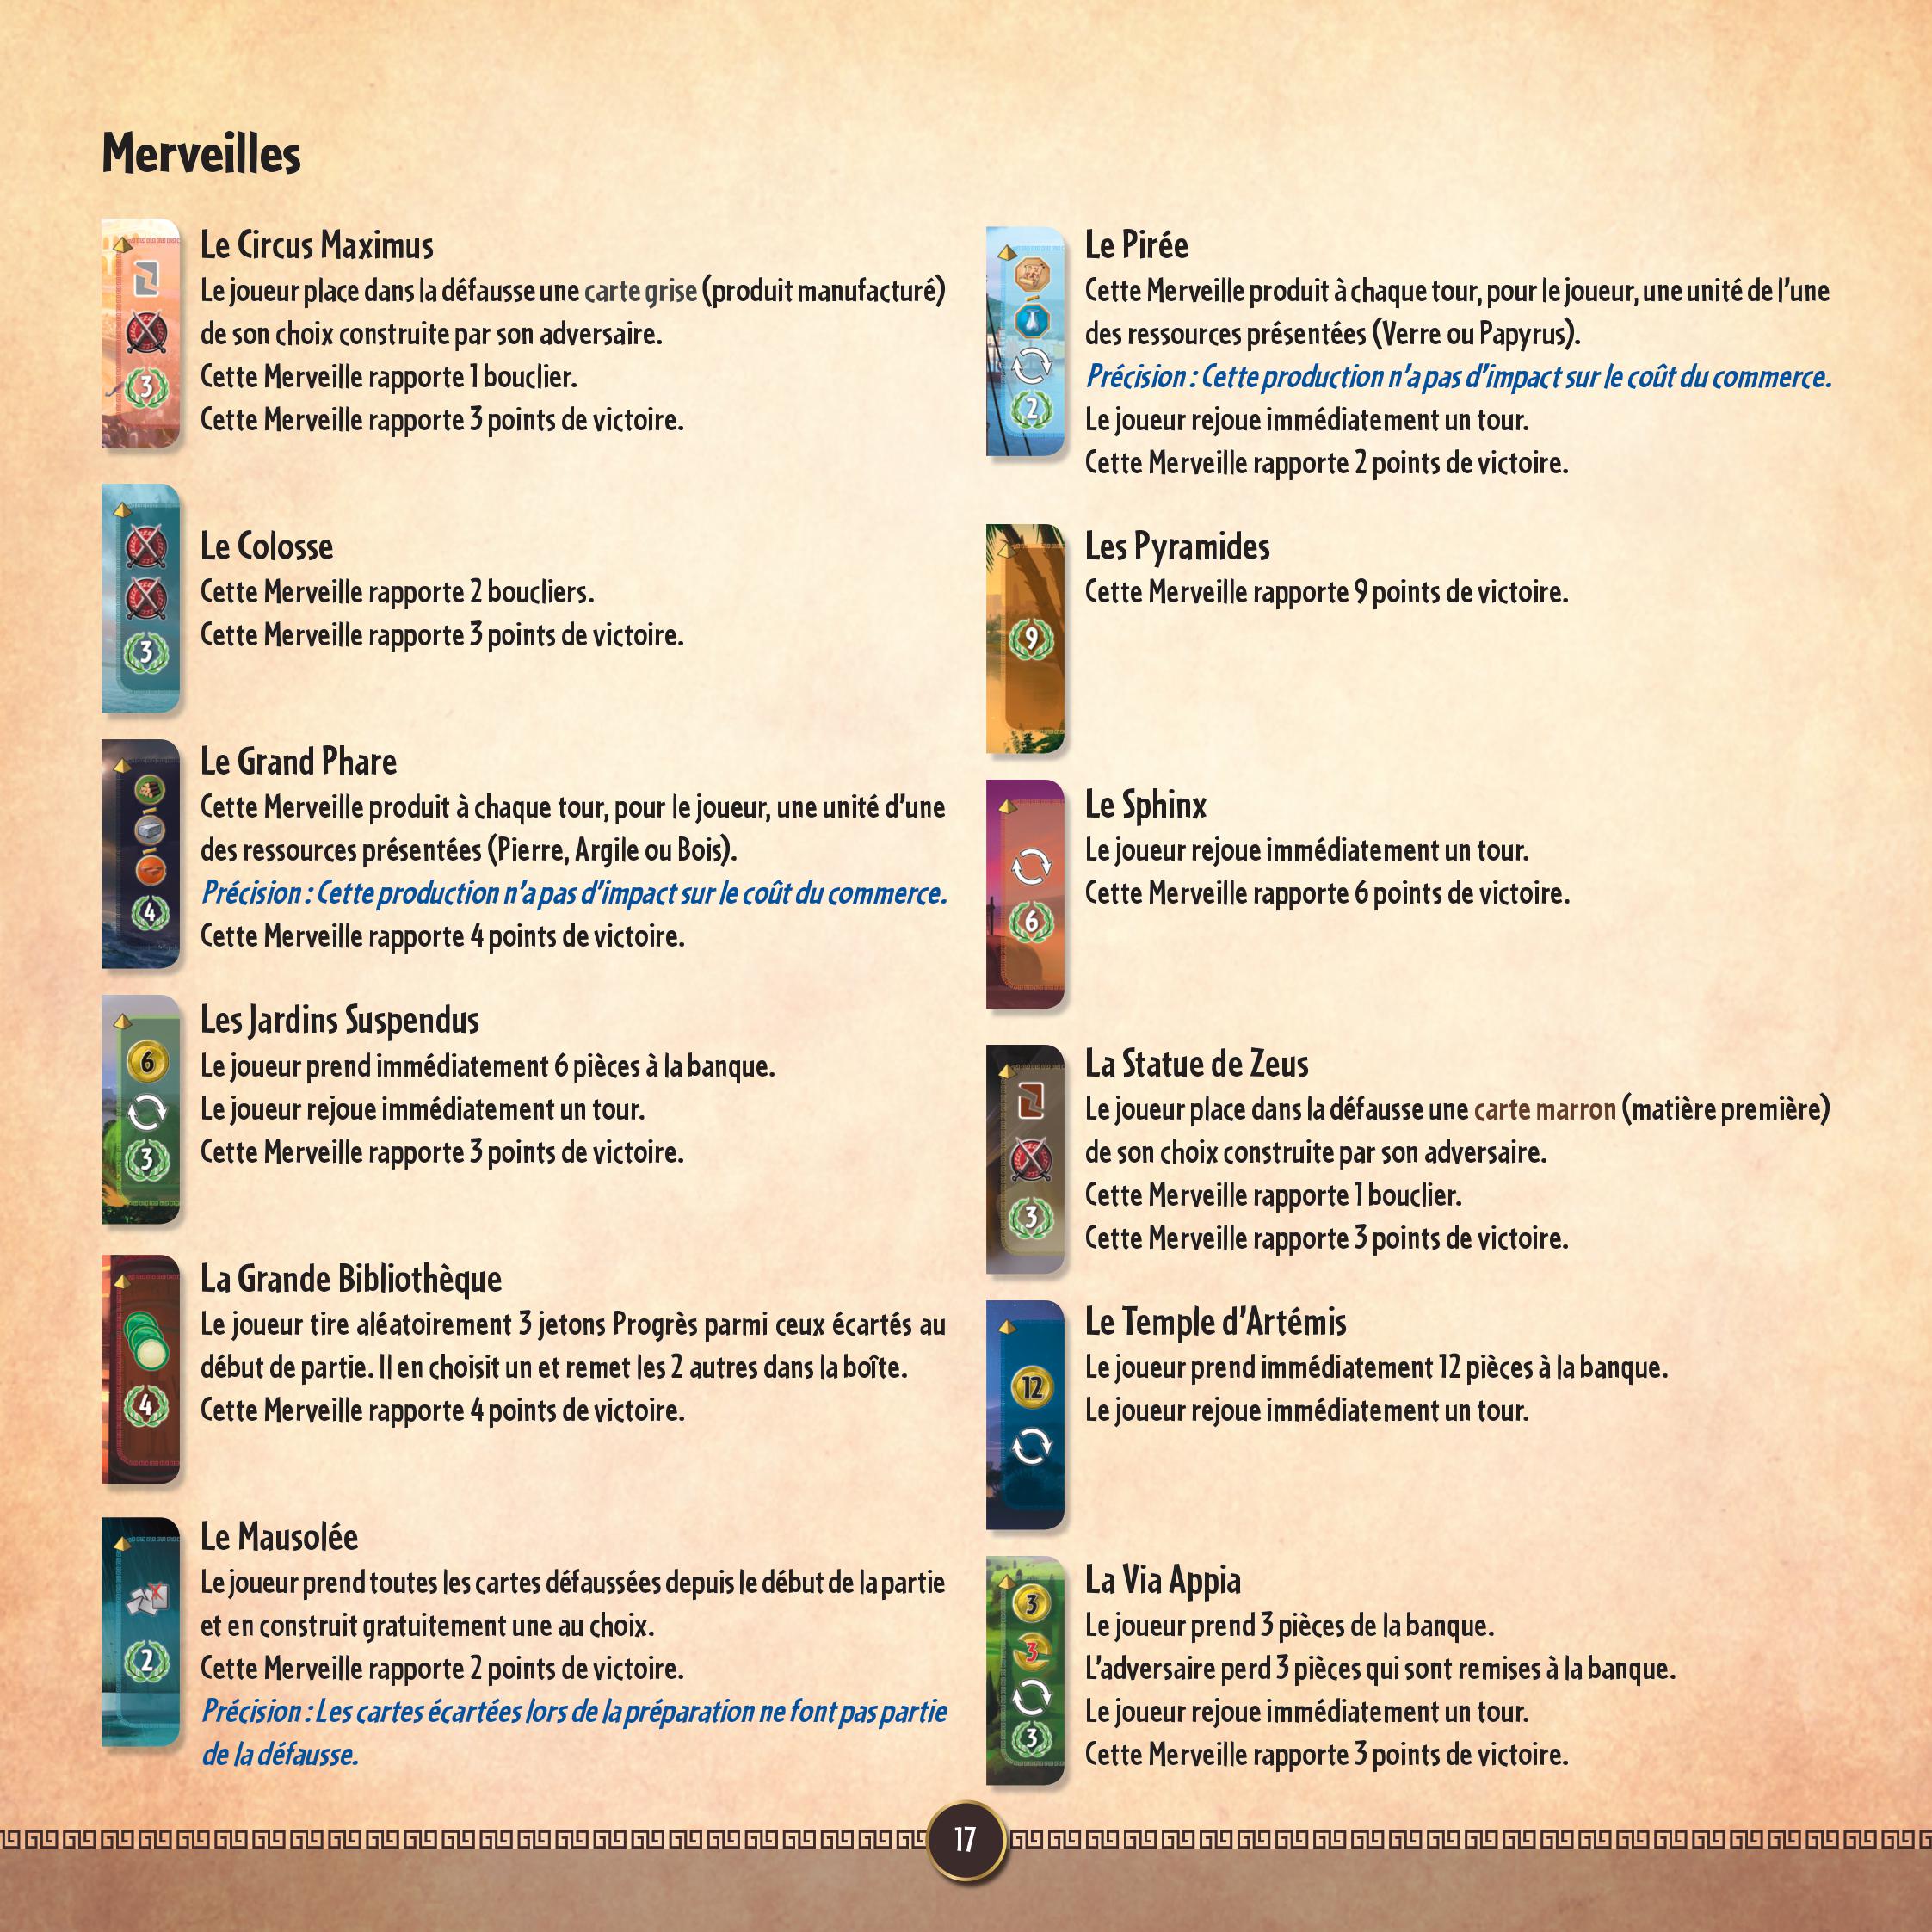 Merveilles
Le Circus Maximus
Le joueur place dans la défausse une carte grise (produit manufacturé)
de son choix construite par son adversaire.
Cette Merveille rapporte 1 bouclier.
Cette Merveille rapporte 3 points de victoire.
3
Le Colosse
Cette Merveille rapporte 2 boucliers.
Cette Merveille rapporte 3 points de victoire.
3
Le Grand Phare
Cette Merveille produit à chaque tour, pour le joueur, une unité d'une
des ressources présentées (Pierre, Argile ou Bois).
Précision : Cette production n'a pas d'impact sur le coût du commerce.
Cette Merveille rapporte 4 points de victoire.
4
Les Jardins Suspendus
Le joueur prend immédiatement 6 pièces à la banque.
Le joueur rejoue immédiatement un tour.
Cette Merveille rapporte 3 points de victoire.
6
3
La Grande Bibliothèque
Le joueur tire aléatoirement 3 jetons Progrès parmi ceux écartés au
début de partie. Il en choisit un et remet les 2 autres dans la boîte.
Cette Merveille rapporte 4 points de victoire.
4
Le Mausolée
Le joueur prend toutes les cartes défaussées depuis le début de la partie
et en construit gratuitement une au choix.
Cette Merveille rapporte 2 points de victoire.
Précision : Les cartes écartées lors de la préparation ne font pas partie
de la défausse.
2
Le Pirée
Cette Merveille produit à chaque tour, pour le joueur, une unité de l'une
des ressources présentées (Verre ou Papyrus).
Précision : Cette production n'a pas d'impact sur le coût du commerce.
Le joueur rejoue immédiatement un tour.
Cette Merveille rapporte 2 points de victoire.
2
Les Pyramides
Cette Merveille rapporte 9 points de victoire.
9
Le Sphinx
Le joueur rejoue immédiatement un tour.
Cette Merveille rapporte 6 points de victoire.
6
La Statue de Zeus
Le joueur place dans la défausse une carte marron (matière première)
de son choix construite par son adversaire.
Cette Merveille rapporte 1 bouclier.
Cette Merveille rapporte 3 points de victoire.
3
Le Temple d'Artémis
Le joueur prend immédiatement 12 pièces à la banque.
Le joueur rejoue immédiatement un tour.
12
La Via Appia
Le joueur prend 3 pièces de la banque.
L'adversaire perd 3 pièces qui sont remises à la banque.
Le joueur rejoue immédiatement un tour.
Cette Merveille rapporte 3 points de victoire.
3
3
3
17